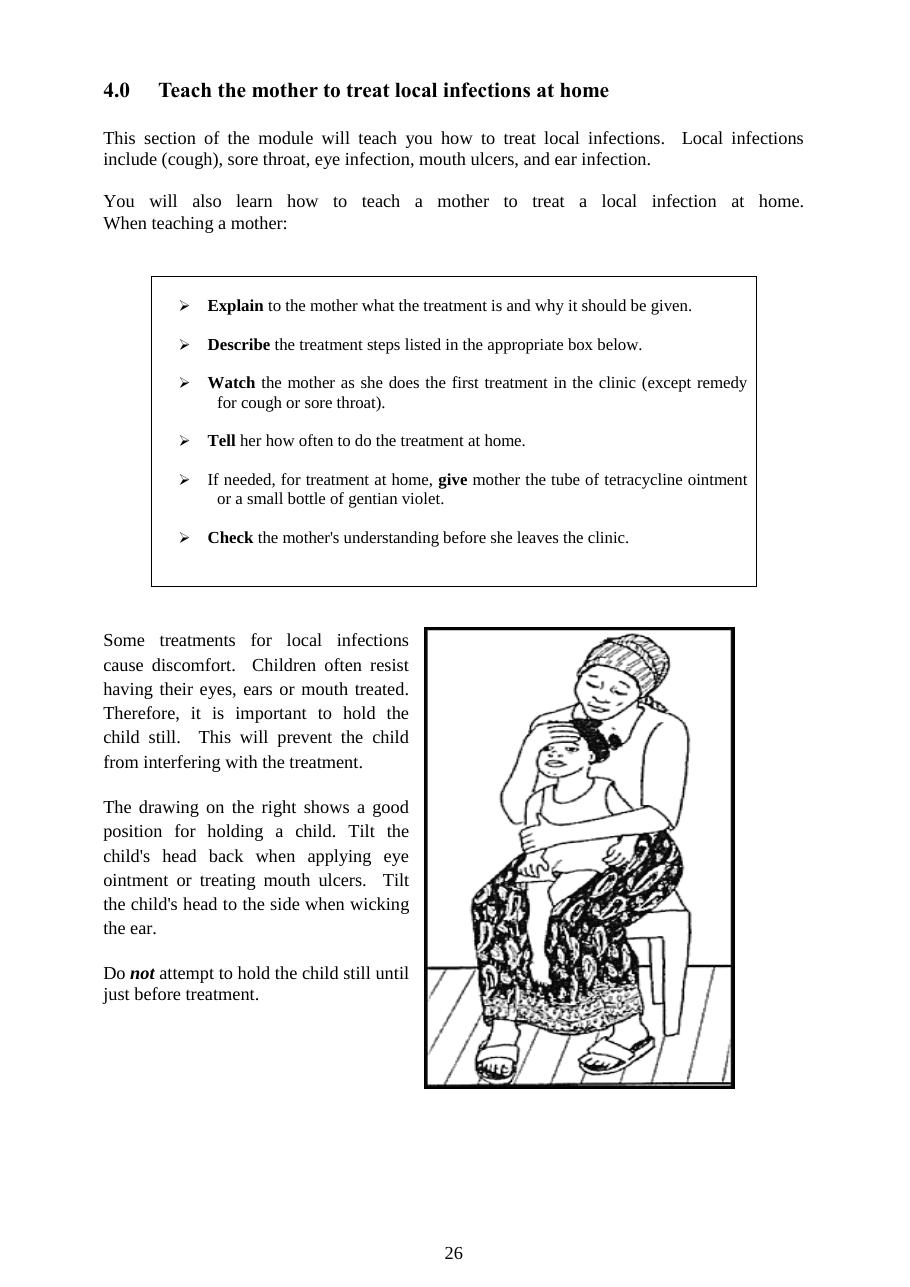 4.0 Teach the mother to treat local infections at home
This section of the module will teach you how to treat local infections. Local infections
include (cough), sore throat, eye infection, mouth ulcers, and ear infection.
You will also learn how to teach a mother to treat a local infection at home.
When teaching a mother:
➢ Explain to the mother what the treatment is and why it should be given.
➢ Describe the treatment steps listed in the appropriate box below.
➢ Watch the mother as she does the first treatment in the clinic (except remedy
for cough or sore throat).
➢ Tell her how often to do the treatment at home.
➢ If needed, for treatment at home, give mother the tube of tetracycline ointment
or a small bottle of gentian violet.
➢ Check the mother's understanding before she leaves the clinic.
Some treatments for local infections
cause discomfort. Children often resist
having their eyes, ears or mouth treated.
Therefore, it is important to hold the
child still. This will prevent the child
from interfering with the treatment.
The drawing on the right shows a good
position for holding a child. Tilt the
child's head back when applying eye
ointment or treating mouth ulcers. Tilt
the child's head to the side when wicking
the ear.
Do not attempt to hold the child still until
just before treatment.
26